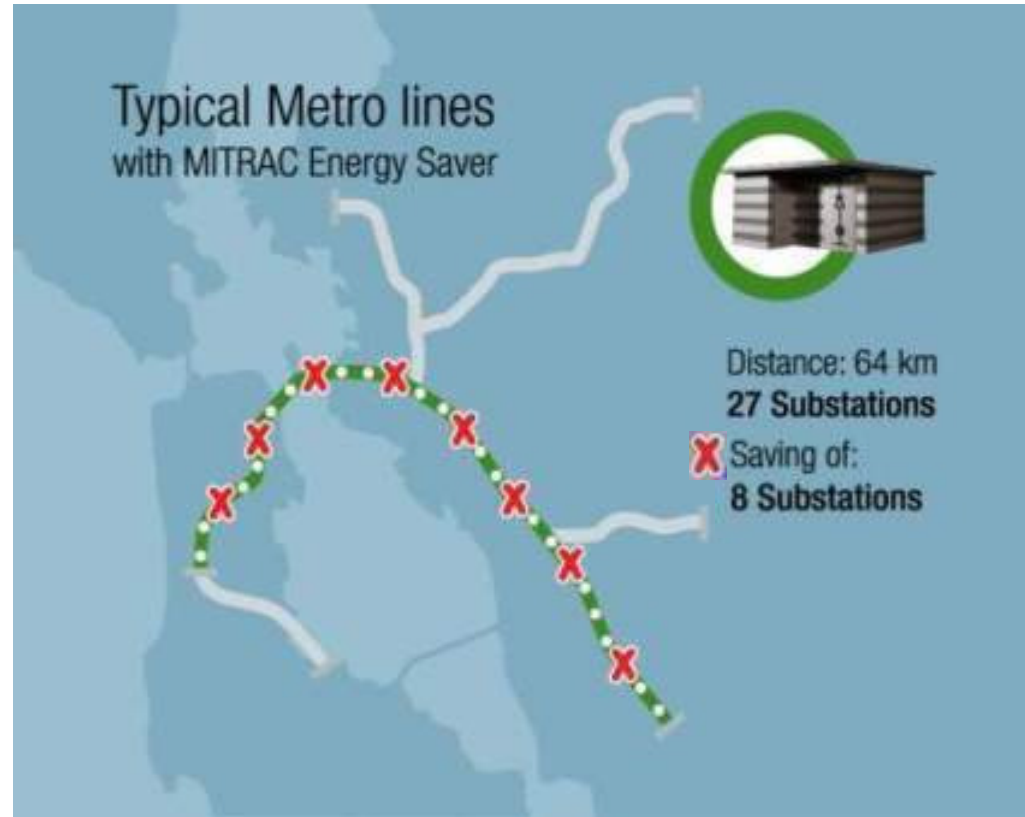 Typical Metro lines
with MITRAC Energy Saver
Distance: 64 km
27 Substations
Saving of:
8 Substations